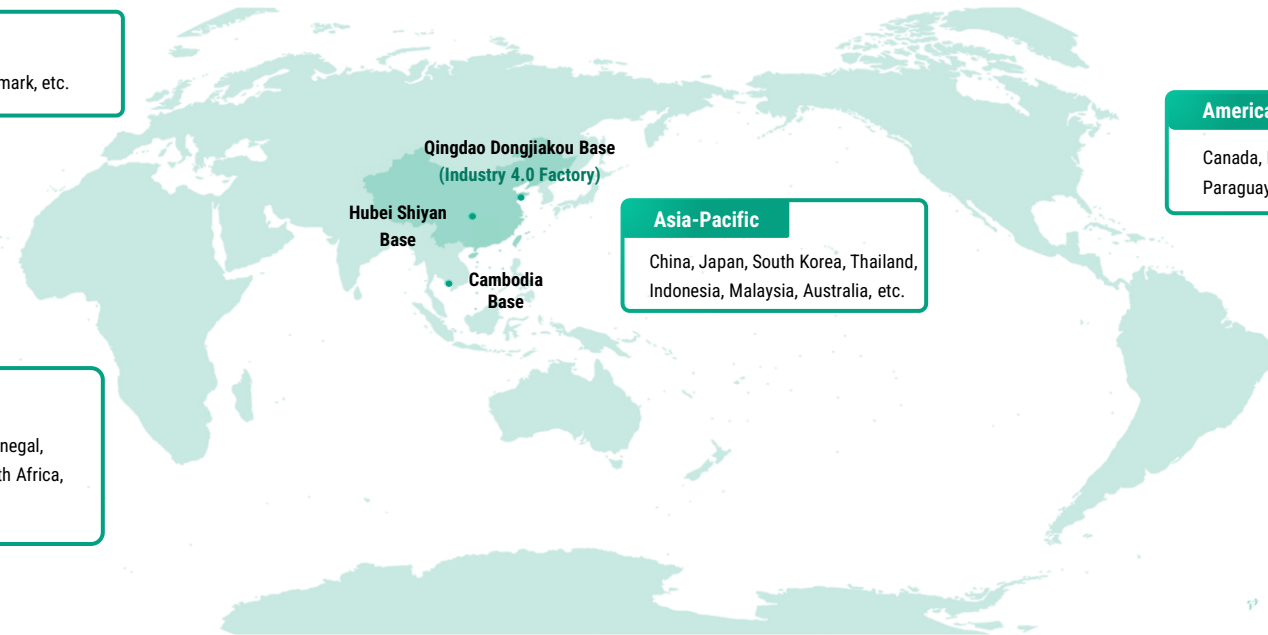 mark, etc.
America
Canada,
Paraguay
Qingdao Dongjiakou Base
(Industry 4.0 Factory)
Hubei Shiyan
Base
Cambodia
Base
Asia-Pacific
China, Japan, South Korea, Thailand,
Indonesia, Malaysia, Australia, etc.
negal,
th Africa,